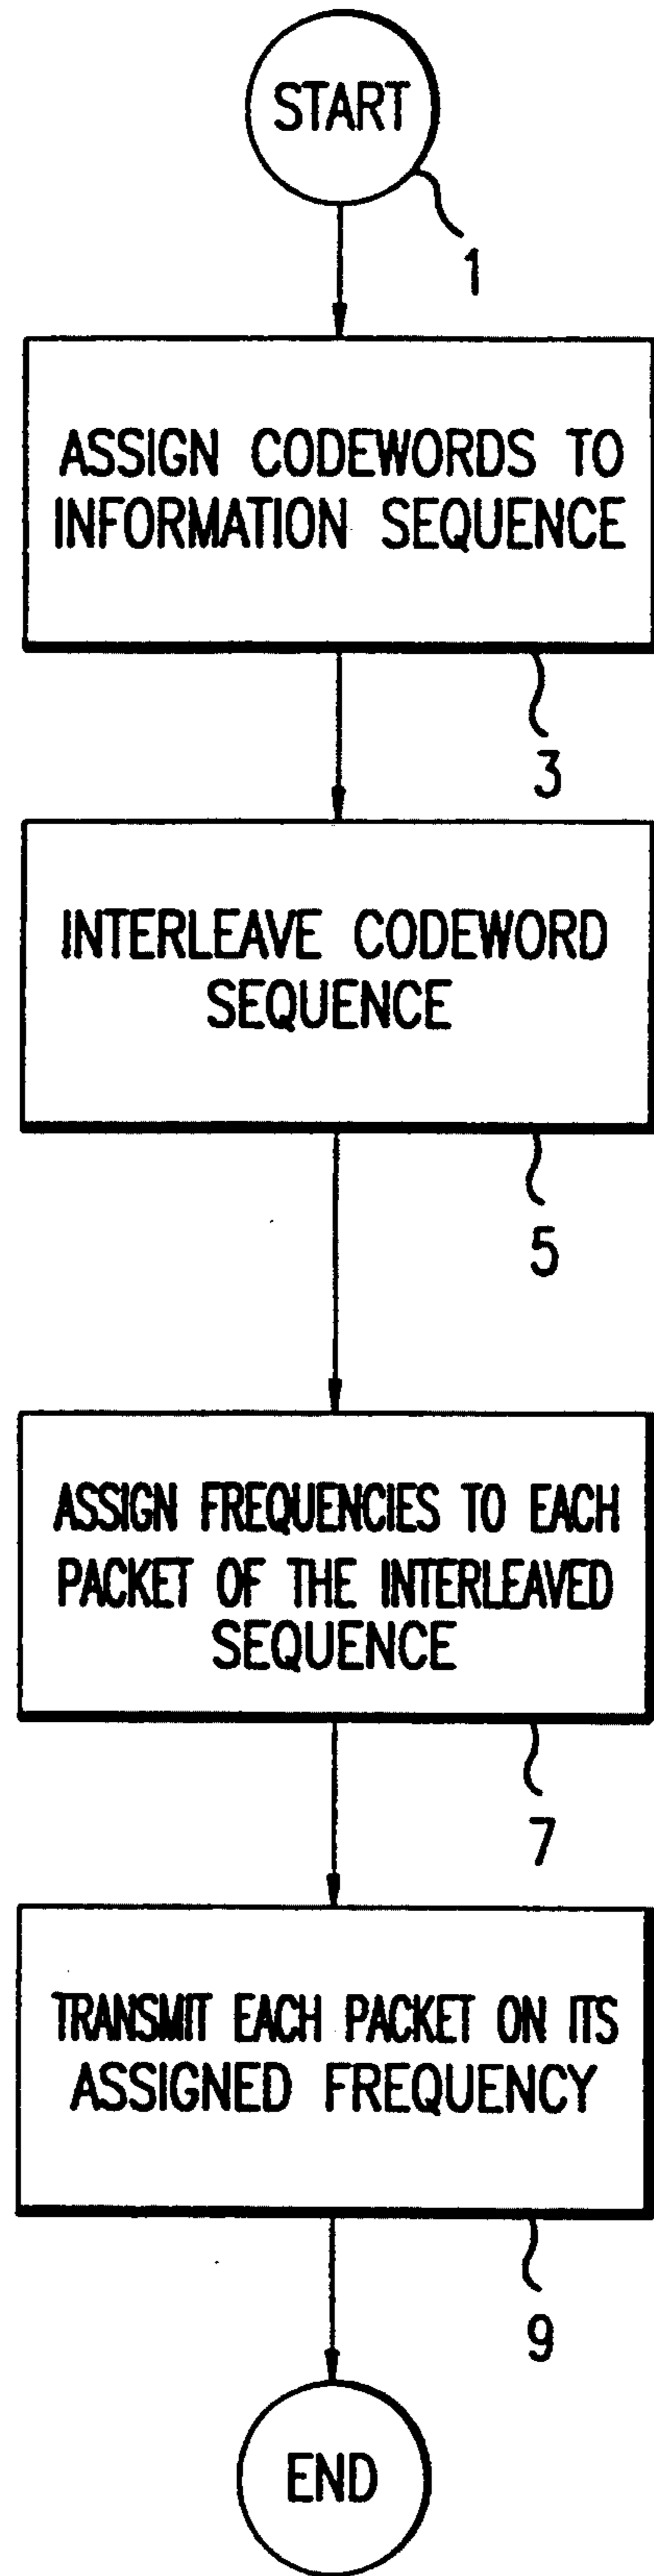 START
1
ASSIGN CODEWORDS TO
INFORMATION SEQUENCE
3
INTERLEAVE CODEWORD
SEQUENCE
5
ASSIGN FREQUENCIES TO EACH
PACKET OF THE INTERLEAVED
SEQUENCE
7
TRANSMIT EACH PACKET ON ITS
ASSIGNED FREQUENCY
9
END